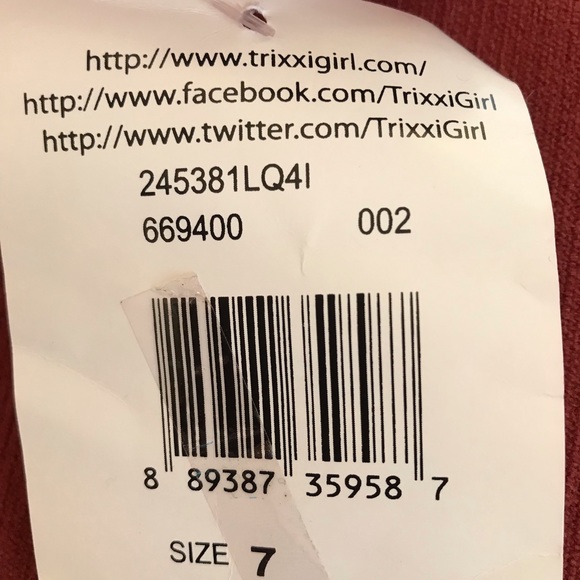 http://www.trixxigirl.com/
http://www.facebook.com/TrixxiGirl
http://www.twitter.com/TrixxiGirl
245381LQ4I
669400 002
8 89387 35958 7
SIZE 7